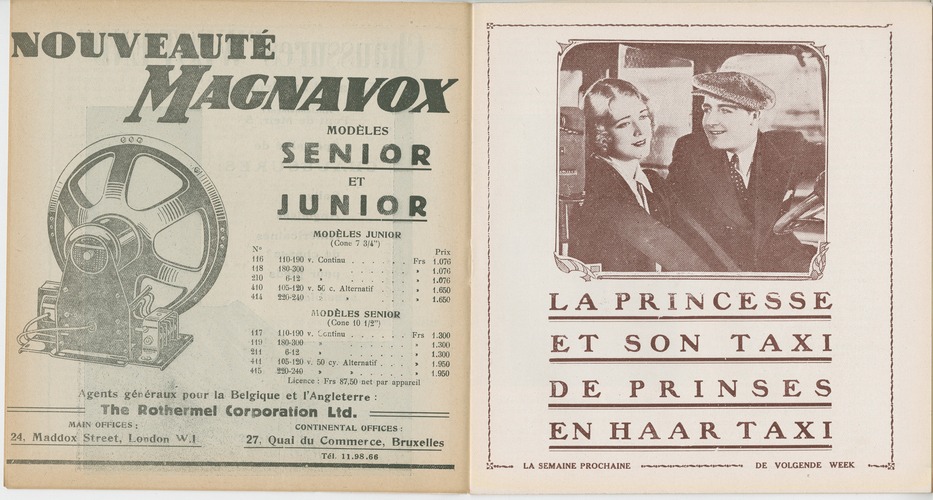 NOUVEAUTÉ
MAGNAVOX
MODÈLES
SENIOR
ET
JUNIOR
MODÈLES JUNIOR
(Cone 7 3/4")
Nº Prix
116 110-190 v. Continu . . . . . . . Frs 1.076
118 180-300 » . . . . . . . » 1.076
210 6-12 » . . . . . . . » 1.076
410 105-120 v. 50 c. Alternatif . . . . » 1.650
414 220-240 » » . . . . » 1.650
MODÈLES SENIOR
(Cone 10 1/2")
117 110-190 v. Continu . . . . . . . Frs 1.300
119 180-300 » . . . . . . . » 1.300
211 6-12 » . . . . . . . » 1.300
411 105-120 v. 50 cy. Alternatif . . . . » 1.950
415 220-240 » » . . . . » 1.950
Licence : Frs 87.50 net par appareil
Agents généraux pour la Belgique et l'Angleterre :
The Rothermel Corporation Ltd.
MAIN OFFICES :
24, Maddox Street, London W.1
CONTINENTAL OFFICES :
27, Quai du Commerce, Bruxelles
Tél. 11.98.66
LA PRINCESSE
ET SON TAXI
DE PRINSES
EN HAAR TAXI
LA SEMAINE PROCHAINE DE VOLGENDE WEEK